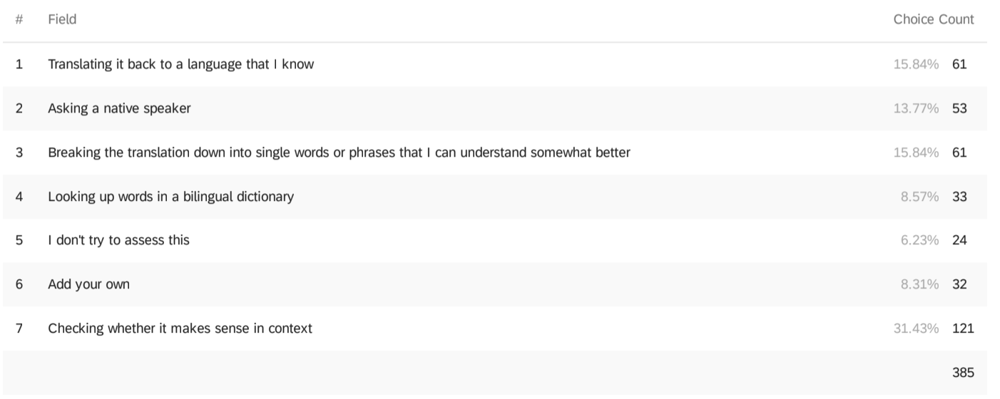 # Field Choice Count
1 Translating it back to a language that I know 15.84% 61
2 Asking a native speaker 13.77% 53
3 Breaking the translation down into single words or phrases that I can understand somewhat better 15.84% 61
4 Looking up words in a bilingual dictionary 8.57% 33
5 I don't try to assess this 6.23% 24
6 Add your own 8.31% 32
7 Checking whether it makes sense in context 31.43% 121
385